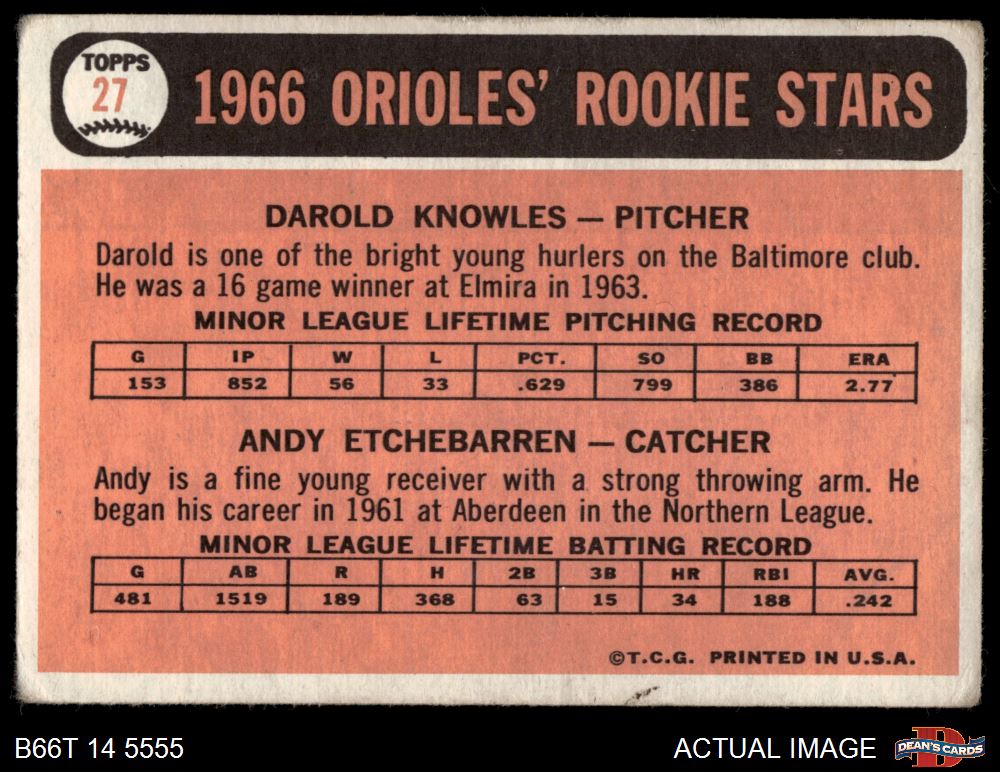 TOPPS
27
1966 ORIOLES' ROOKIE STARS
DAROLD KNOWLES — PITCHER
Darold is one of the bright young hurlers on the Baltimore club.
He was a 16 game winner at Elmira in 1963.
MINOR LEAGUE LIFETIME PITCHING RECORD
G IP W L PCT. SO BB ERA
153 852 56 33 .629 799 386 2.77
ANDY ETCHEBARREN — CATCHER
Andy is a fine young receiver with a strong throwing arm. He
began his career in 1961 at Aberdeen in the Northern League.
MINOR LEAGUE LIFETIME BATTING RECORD
G AB R H 2B 3B HR RBI AVG.
481 1519 189 368 63 15 34 188 .242
©T.C.G. PRINTED IN U.S.A.
B66T 14 5555
ACTUAL IMAGE
DEAN'S CARDS